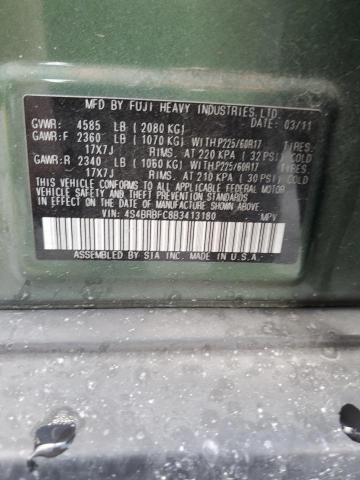 MFD BY FUJI HEAVY INDUSTRIES, LTD.
GVWR: 4585 LB (2080 KG) DATE: 03/11
GAWR:F 2360 LB (1070 KG) WITH:P225/60R17 TIRES:
17X7J RIMS. AT 220 KPA (32 PSI) COLD
GAWR:R 2340 LB (1060 KG) WITH:P225/60R17 TIRES:
17X7J RIMS. AT 210 KPA (30 PSI) COLD
THIS VEHICLE CONFORMS TO ALL APPLICABLE FEDERAL MOTOR
VEHICLE SAFETY, BUMPER, AND THEFT PREVENTION STANDARDS
IN EFFECT ON THE DATE OF MANUFACTURE SHOWN ABOVE.
VIN: 4S4BRBFC8B3413180 MPV
ASSEMBLED BY SIA INC. MADE IN U.S.A.